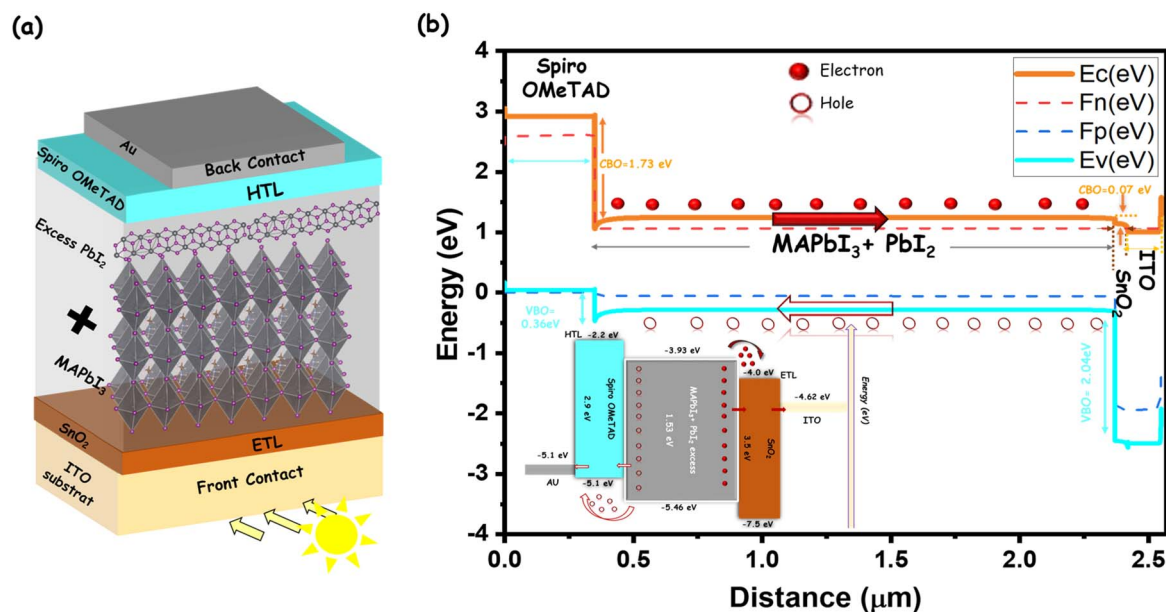 (a)
Au
Back Contact
Spiro OMeTAD
HTL
Excess PbI2
+
MAPbI3
SnO2
ETL
ITO
substrat
Front Contact
(b)
Energy (eV)
4
3
2
1
0
-1
-2
-3
-4
0.0
0.5
1.0
1.5
2.0
2.5
Distance (μm)
Spiro
OMeTAD
Electron
Hole
Ec(eV)
Fn(eV)
Fp(eV)
Ev(eV)
CBO=1.73 eV
CBO=0.07 eV
MAPbI3+ PbI2
SnO2
ITO
VBO=
0.36eV
VBO= 2.04eV
HTL
-2.2 eV
-3.93 eV
-4.0 eV
ETL
Spiro OMeTAD
2.9 eV
MAPbI3+ PbI2 excess
1.53 eV
SnO2
3.5 eV
-4.62 eV
ITO
Energy (eV)
-5.1 eV
AU
-5.1 eV
-5.46 eV
-7.5 eV